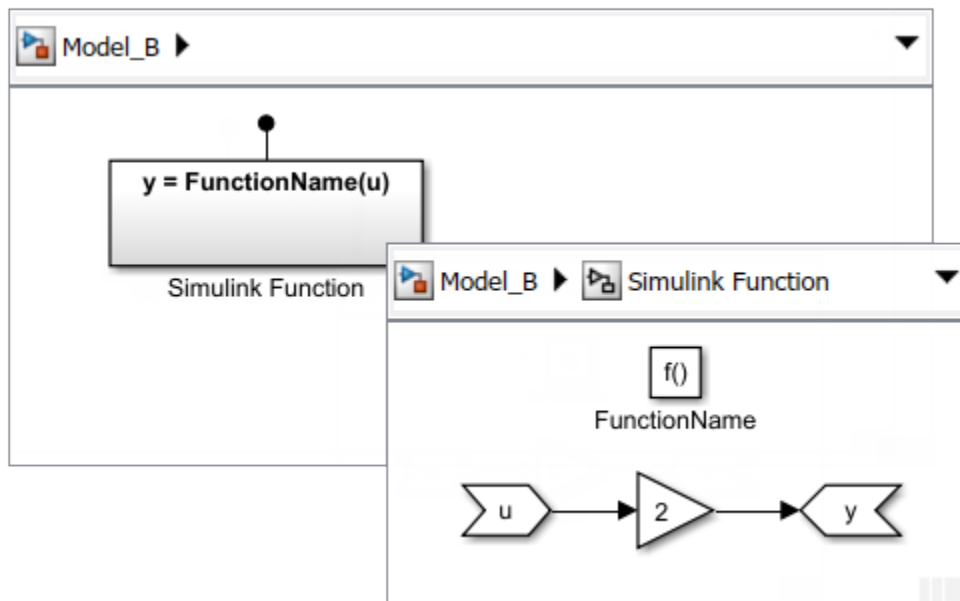 Model_B
y = FunctionName(u)
Simulink Function
Model_B Simulink Function
f()
FunctionName
u 2 y